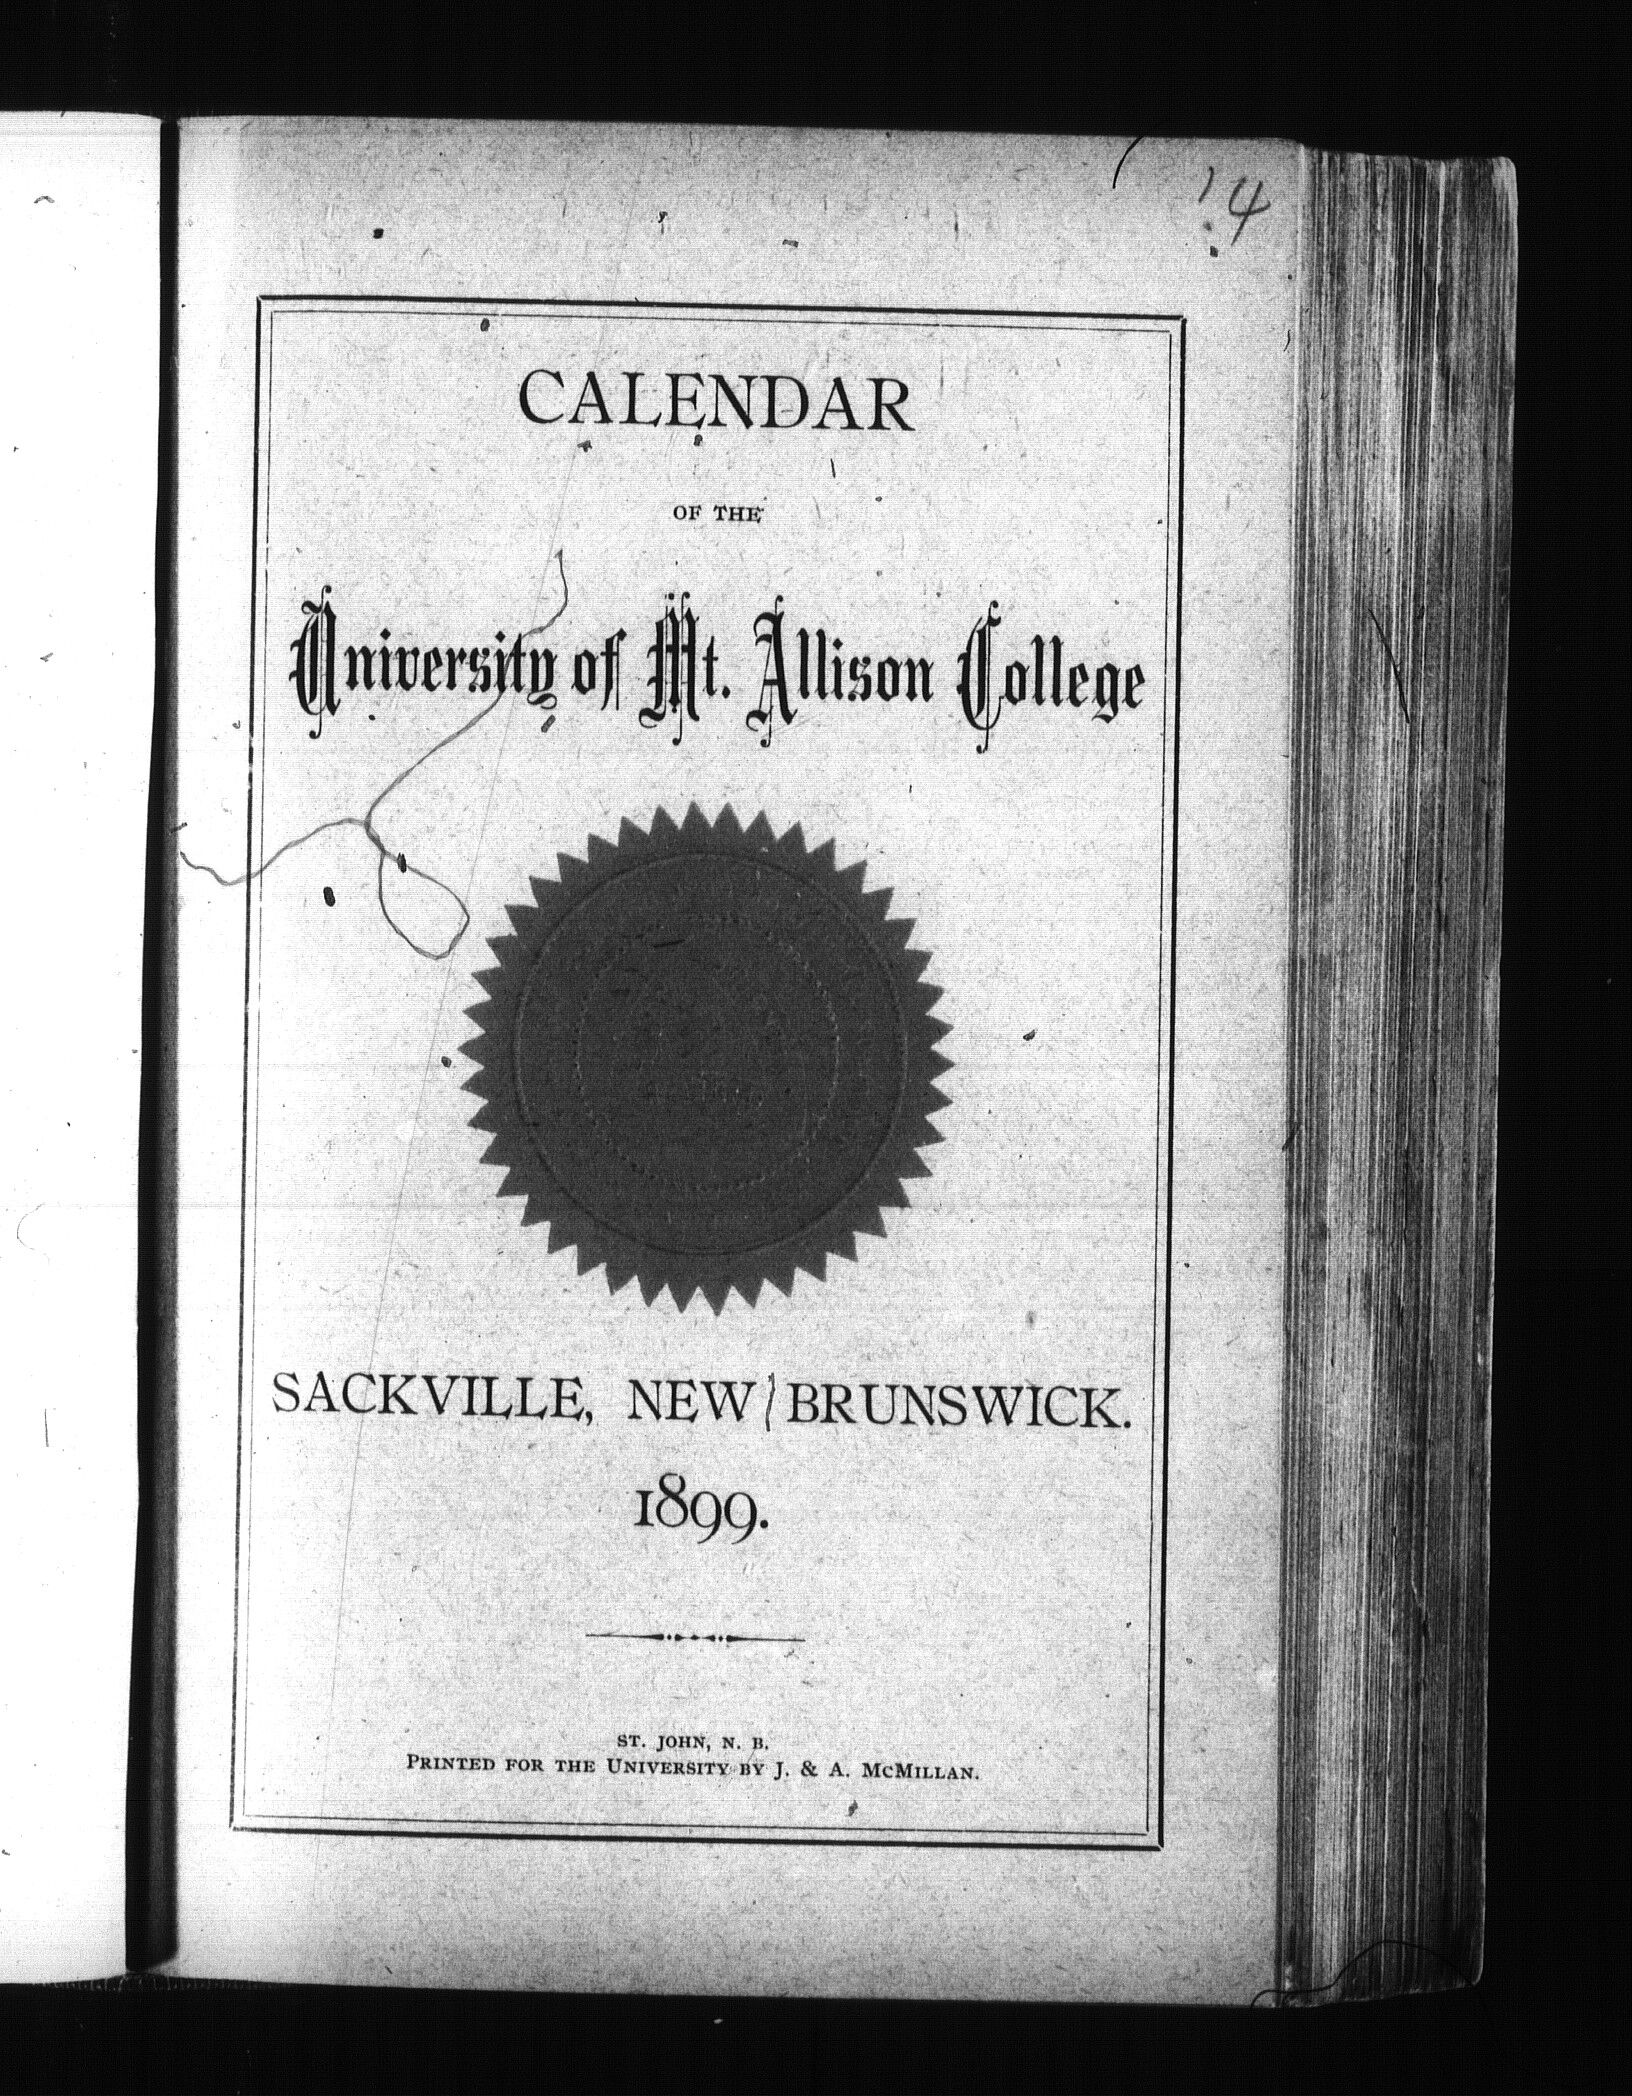 14
CALENDAR
OF THE
University of Mt. Allison College
SACKVILLE, NEW BRUNSWICK.
1899.
ST. JOHN, N. B.
PRINTED FOR THE UNIVERSITY BY J. & A. MCMILLAN.